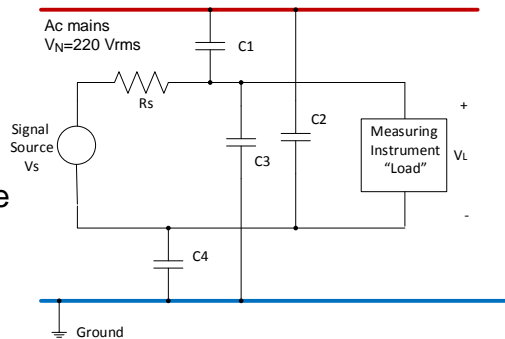 Ac mains
VN=220 Vrms
C1
Rs
C2
Signal
Source
Vs
C3
Measuring
Instrument
“Load”
+
VL
-
e
C4
Ground